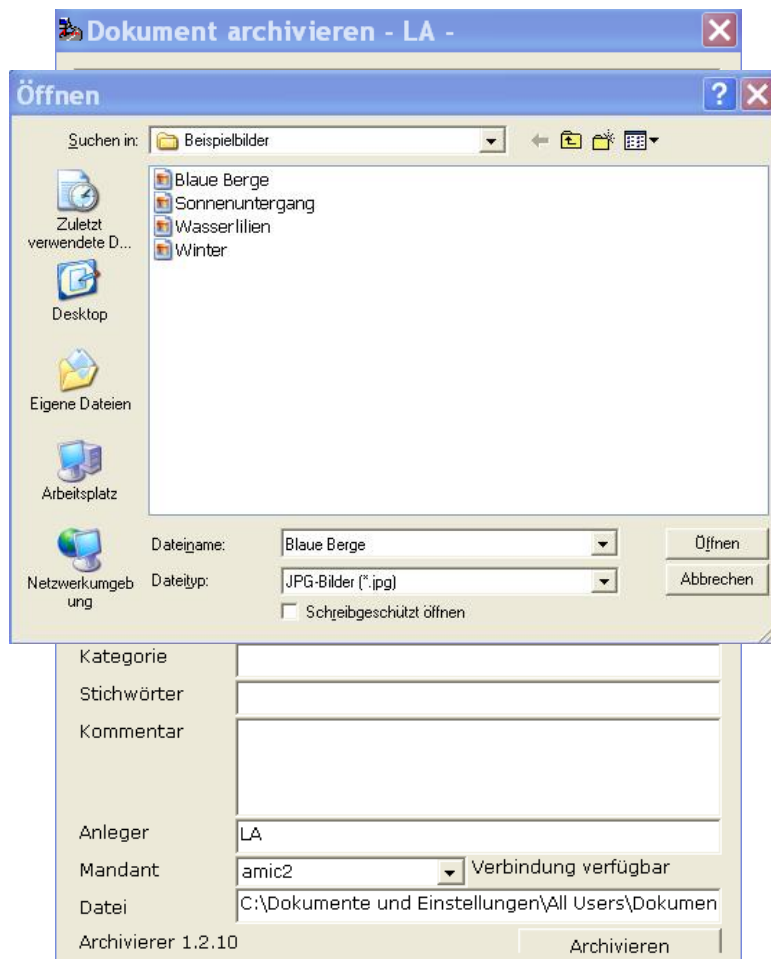 Dokument archivieren - LA -
Öffnen
Suchen in: Beispielbilder
Blaue Berge
Sonnenuntergang
Wasserlilien
Winter
Zuletzt
verwendete D...
Desktop
Eigene Dateien
Arbeitsplatz
Netzwerkumgeb
ung
Dateiname: Blaue Berge Öffnen
Dateityp: JPG-Bilder (*.jpg) Abbrechen
Schreibgeschützt öffnen
Kategorie
Stichwörter
Kommentar
Anleger LA
Mandant amic2 Verbindung verfügbar
Datei C:\Dokumente und Einstellungen\All Users\Dokumen
Archivierer 1.2.10 Archivieren